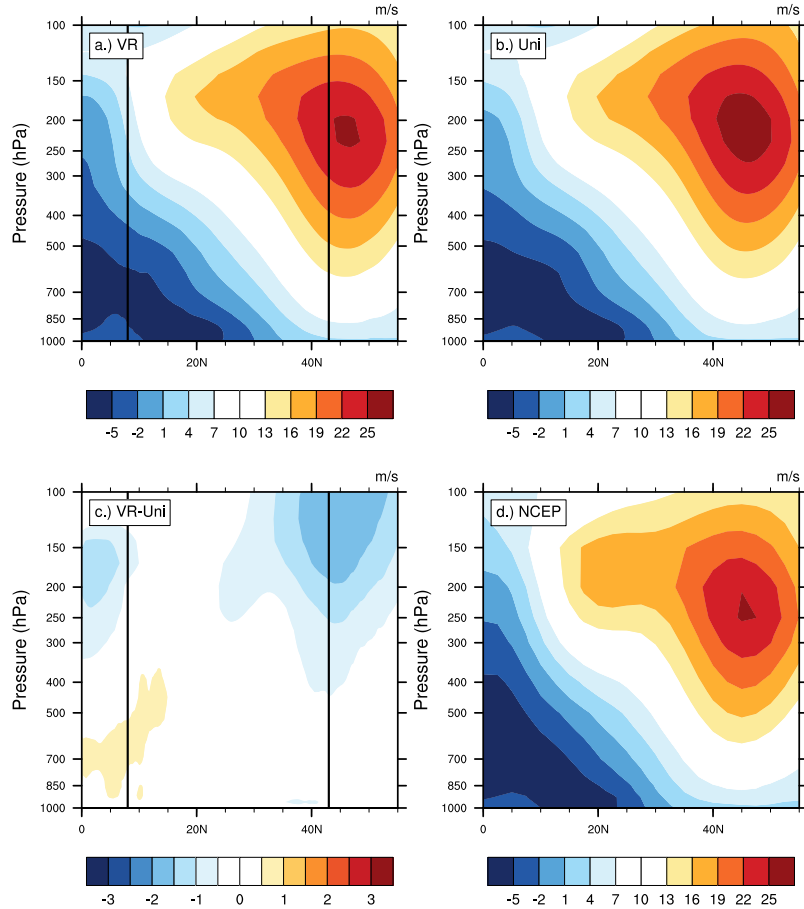 m/s
m/s
a.) VR
b.) Uni
Pressure (hPa)
100
150
200
250
300
400
500
700
850
1000
0
20N
40N
Pressure (hPa)
100
150
200
250
300
400
500
700
850
1000
0
20N
40N
-5 -2 1 4 7 10 13 16 19 22 25
-5 -2 1 4 7 10 13 16 19 22 25
m/s
m/s
c.) VR-Uni
d.) NCEP
Pressure (hPa)
100
150
200
250
300
400
500
700
850
1000
0
20N
40N
Pressure (hPa)
100
150
200
250
300
400
500
700
850
1000
0
20N
40N
-3 -2 -1 0 1 2 3
-5 -2 1 4 7 10 13 16 19 22 25